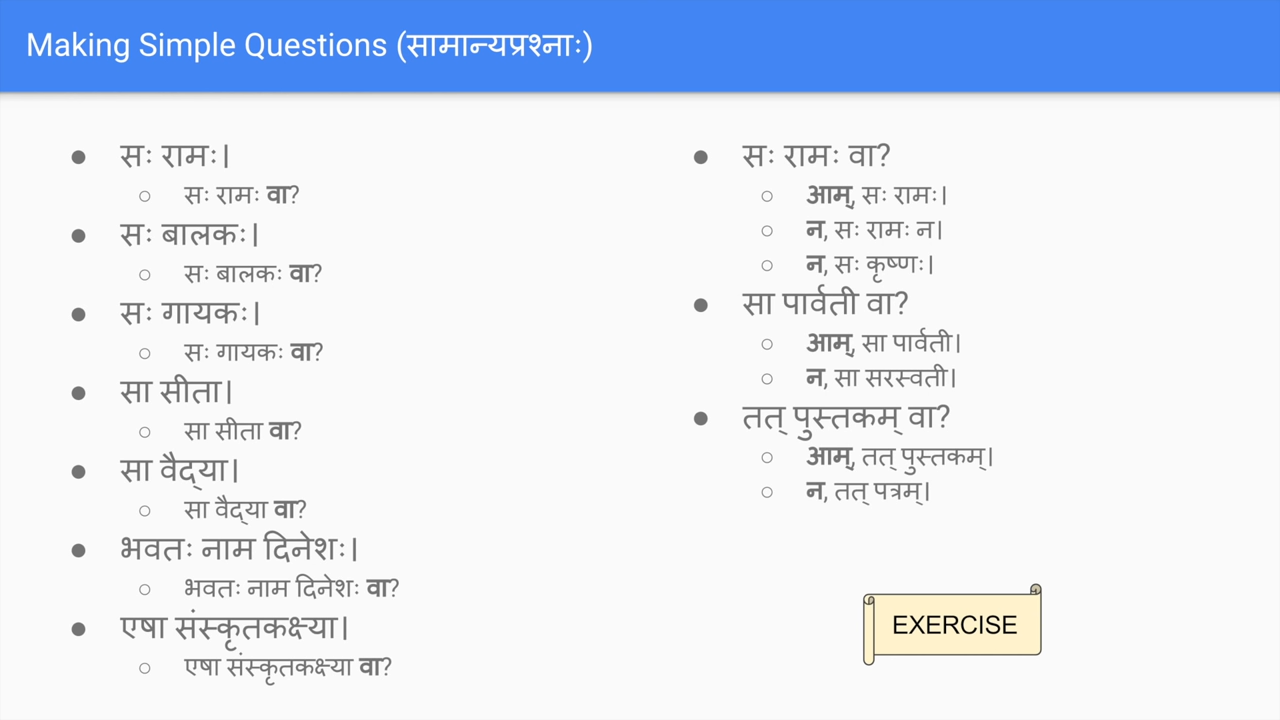 Making Simple Questions (सामान्यप्रश्नाः)
● सः रामः।
○ सः रामः वा?
● सः बालकः।
○ सः बालकः वा?
● सः गायकः।
○ सः गायकः वा?
● सा सीता।
○ सा सीता वा?
● सा वैद्या।
○ सा वैद्या वा?
● भवतः नाम दिनेशः।
○ भवतः नाम दिनेशः वा?
● एषा संस्कृतकक्ष्या।
○ एषा संस्कृतकक्ष्या वा?
● सः रामः वा?
○ आम्, सः रामः।
○ न, सः रामः न।
○ न, सः कृष्णः।
● सा पार्वती वा?
○ आम्, सा पार्वती।
○ न, सा सरस्वती।
● तत् पुस्तकम् वा?
○ आम्, तत् पुस्तकम्।
○ न, तत् पत्रम्।
EXERCISE